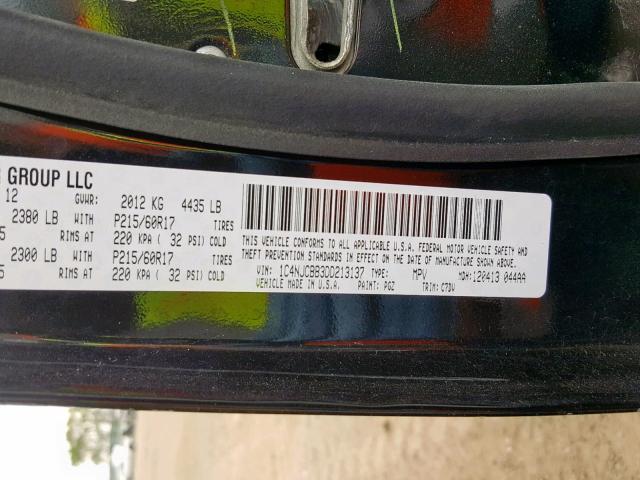 GROUP LLC
12 GVWR: 2012 KG 4435 LB
2380 LB WITH P215/60R17 TIRES
5 RIMS AT 220 KPA ( 32 PSI) COLD
2300 LB WITH P215/60R17 TIRES
5 RIMS AT 220 KPA ( 32 PSI) COLD
THIS VEHICLE CONFORMS TO ALL APPLICABLE U.S.A. FEDERAL MOTOR VEHICLE SAFETY AND
THEFT PREVENTION STANDARDS IN EFFECT ON THE DATE OF MANUFACTURE SHOWN ABOVE.
VIN: 1C4NJCBB3DD213137 TYPE: MPV MDH: 120413 044AA
VEHICLE MADE IN U.S.A. PAINT: PGZ TRIM: C7DV